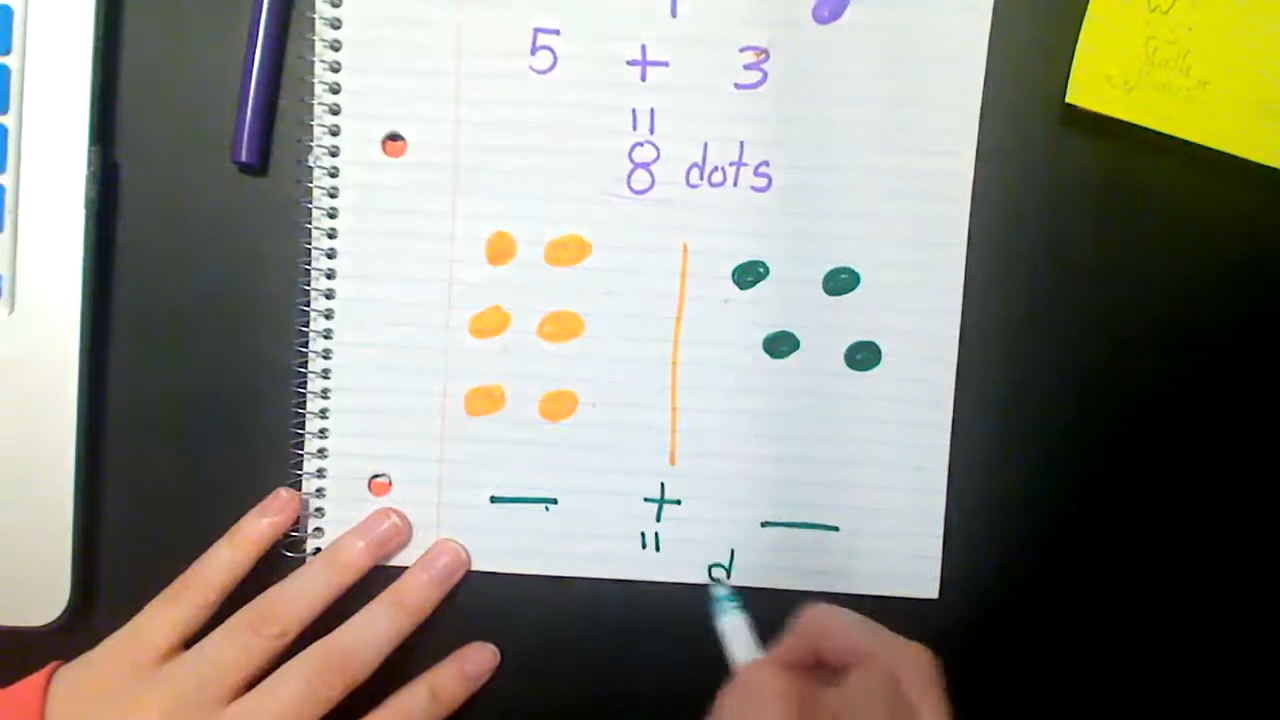 5 + 3
=
8 dots
+
=
d